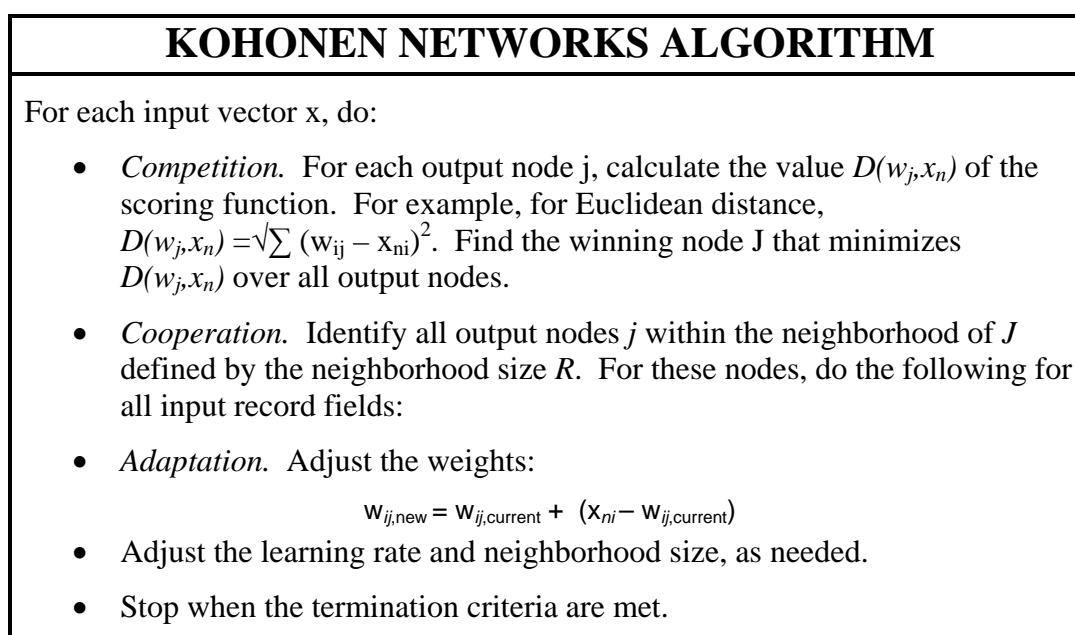 KOHONEN NETWORKS ALGORITHM
For each input vector x, do:
• Competition. For each output node j, calculate the value D(wj,xn) of the
scoring function. For example, for Euclidean distance,
D(wj,xn) =√∑ (wij – xni)2. Find the winning node J that minimizes
D(wj,xn) over all output nodes.
• Cooperation. Identify all output nodes j within the neighborhood of J
defined by the neighborhood size R. For these nodes, do the following for
all input record fields:
• Adaptation. Adjust the weights:
wij,new = wij,current + (xni – wij,current)
• Adjust the learning rate and neighborhood size, as needed.
• Stop when the termination criteria are met.